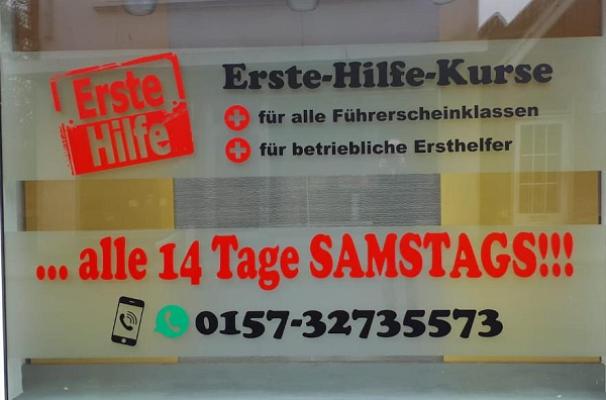 Erste
Hilfe
Erste-Hilfe-Kurse
für alle Führerscheinklassen
für betriebliche Ersthelfer
... alle 14 Tage SAMSTAGS!!!
0157-32735573